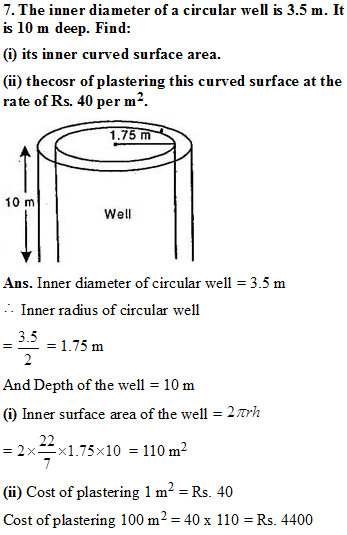 7. The inner diameter of a circular well is 3.5 m. It
is 10 m deep. Find:
(i) its inner curved surface area.
(ii) thecosr of plastering this curved surface at the
rate of Rs. 40 per m².
1.75 m
10 m
Well
Ans. Inner diameter of circular well = 3.5 m
∴ Inner radius of circular well
= 3.5/2 = 1.75 m
And Depth of the well = 10 m
(i) Inner surface area of the well = 2πrh
= 2×22/7×1.75×10 = 110 m²
(ii) Cost of plastering 1 m² = Rs. 40
Cost of plastering 100 m² = 40 x 110 = Rs. 4400